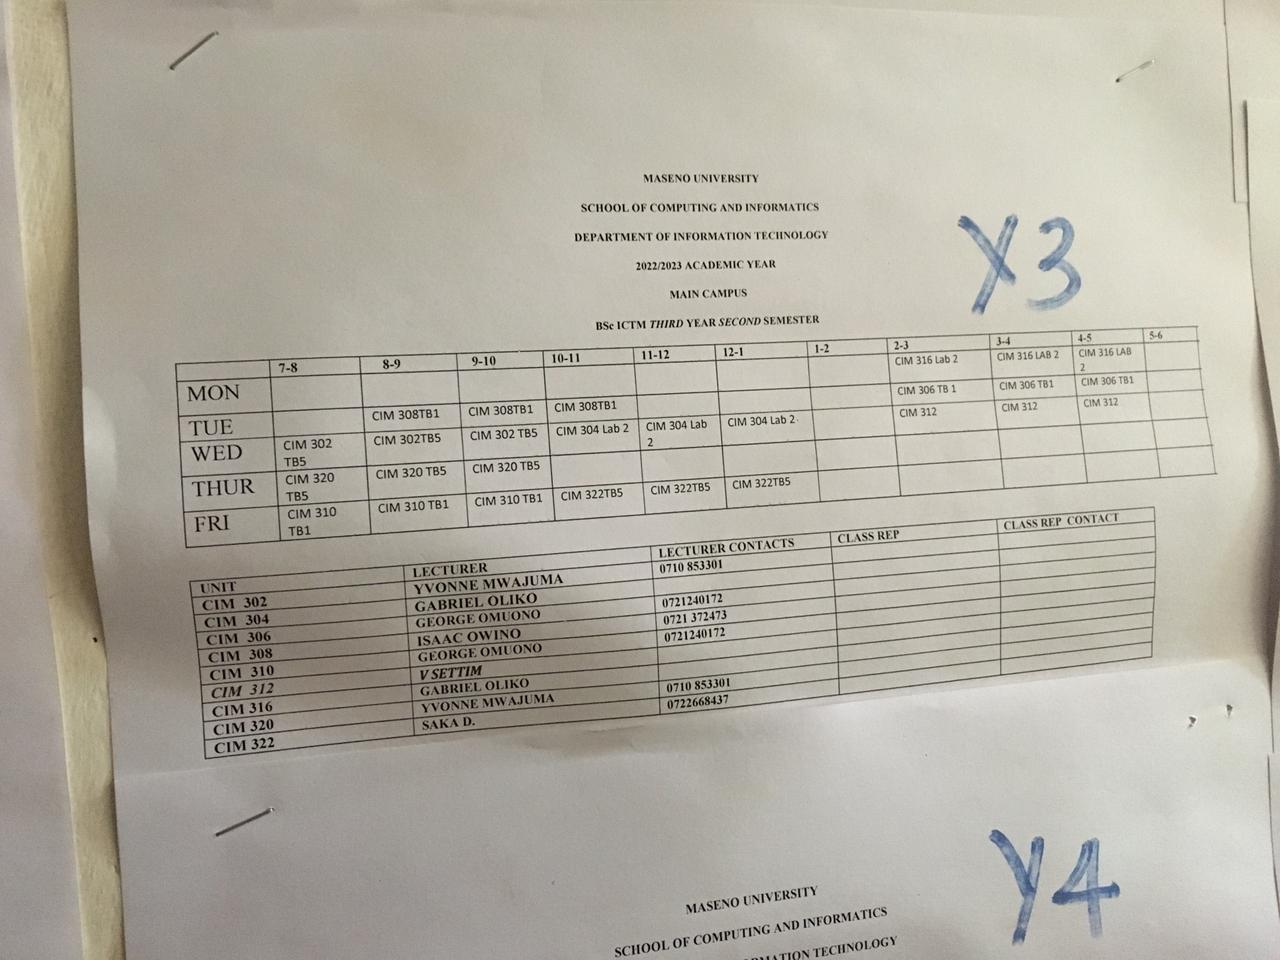 MASENO UNIVERSITY
SCHOOL OF COMPUTING AND INFORMATICS
DEPARTMENT OF INFORMATION TECHNOLOGY
2022/2023 ACADEMIC YEAR
MAIN CAMPUS
BSc ICTM THIRD YEAR SECOND SEMESTER
Y3
7-8 8-9 9-10 10-11 11-12 12-1 1-2 2-3 3-4 4-5 5-6
MON CIM 316 Lab 2 CIM 316 LAB 2 CIM 316 LAB 2
TUE CIM 308TB1 CIM 308TB1 CIM 308TB1 CIM 306 TB 1 CIM 306 TB1 CIM 306 TB1
WED CIM 302 TB5 CIM 302TB5 CIM 302 TB5 CIM 304 Lab 2 CIM 304 Lab 2 CIM 304 Lab 2 CIM 312 CIM 312 CIM 312
THUR CIM 320 TB5 CIM 320 TB5 CIM 320 TB5
FRI CIM 310 TB1 CIM 310 TB1 CIM 310 TB1 CIM 322TB5 CIM 322TB5 CIM 322TB5
UNIT LECTURER LECTURER CONTACTS CLASS REP CLASS REP CONTACT
CIM 302 YVONNE MWAJUMA 0710 853301
CIM 304 GABRIEL OLIKO
CIM 306 GEORGE OMUONO 0721240172
CIM 308 ISAAC OWINO 0721 372473
CIM 310 GEORGE OMUONO 0721240172
CIM 312 V SETTIM
CIM 316 GABRIEL OLIKO
CIM 320 YVONNE MWAJUMA 0710 853301
CIM 322 SAKA D. 0722668437
Y4
MASENO UNIVERSITY
SCHOOL OF COMPUTING AND INFORMATICS
INFORMATION TECHNOLOGY